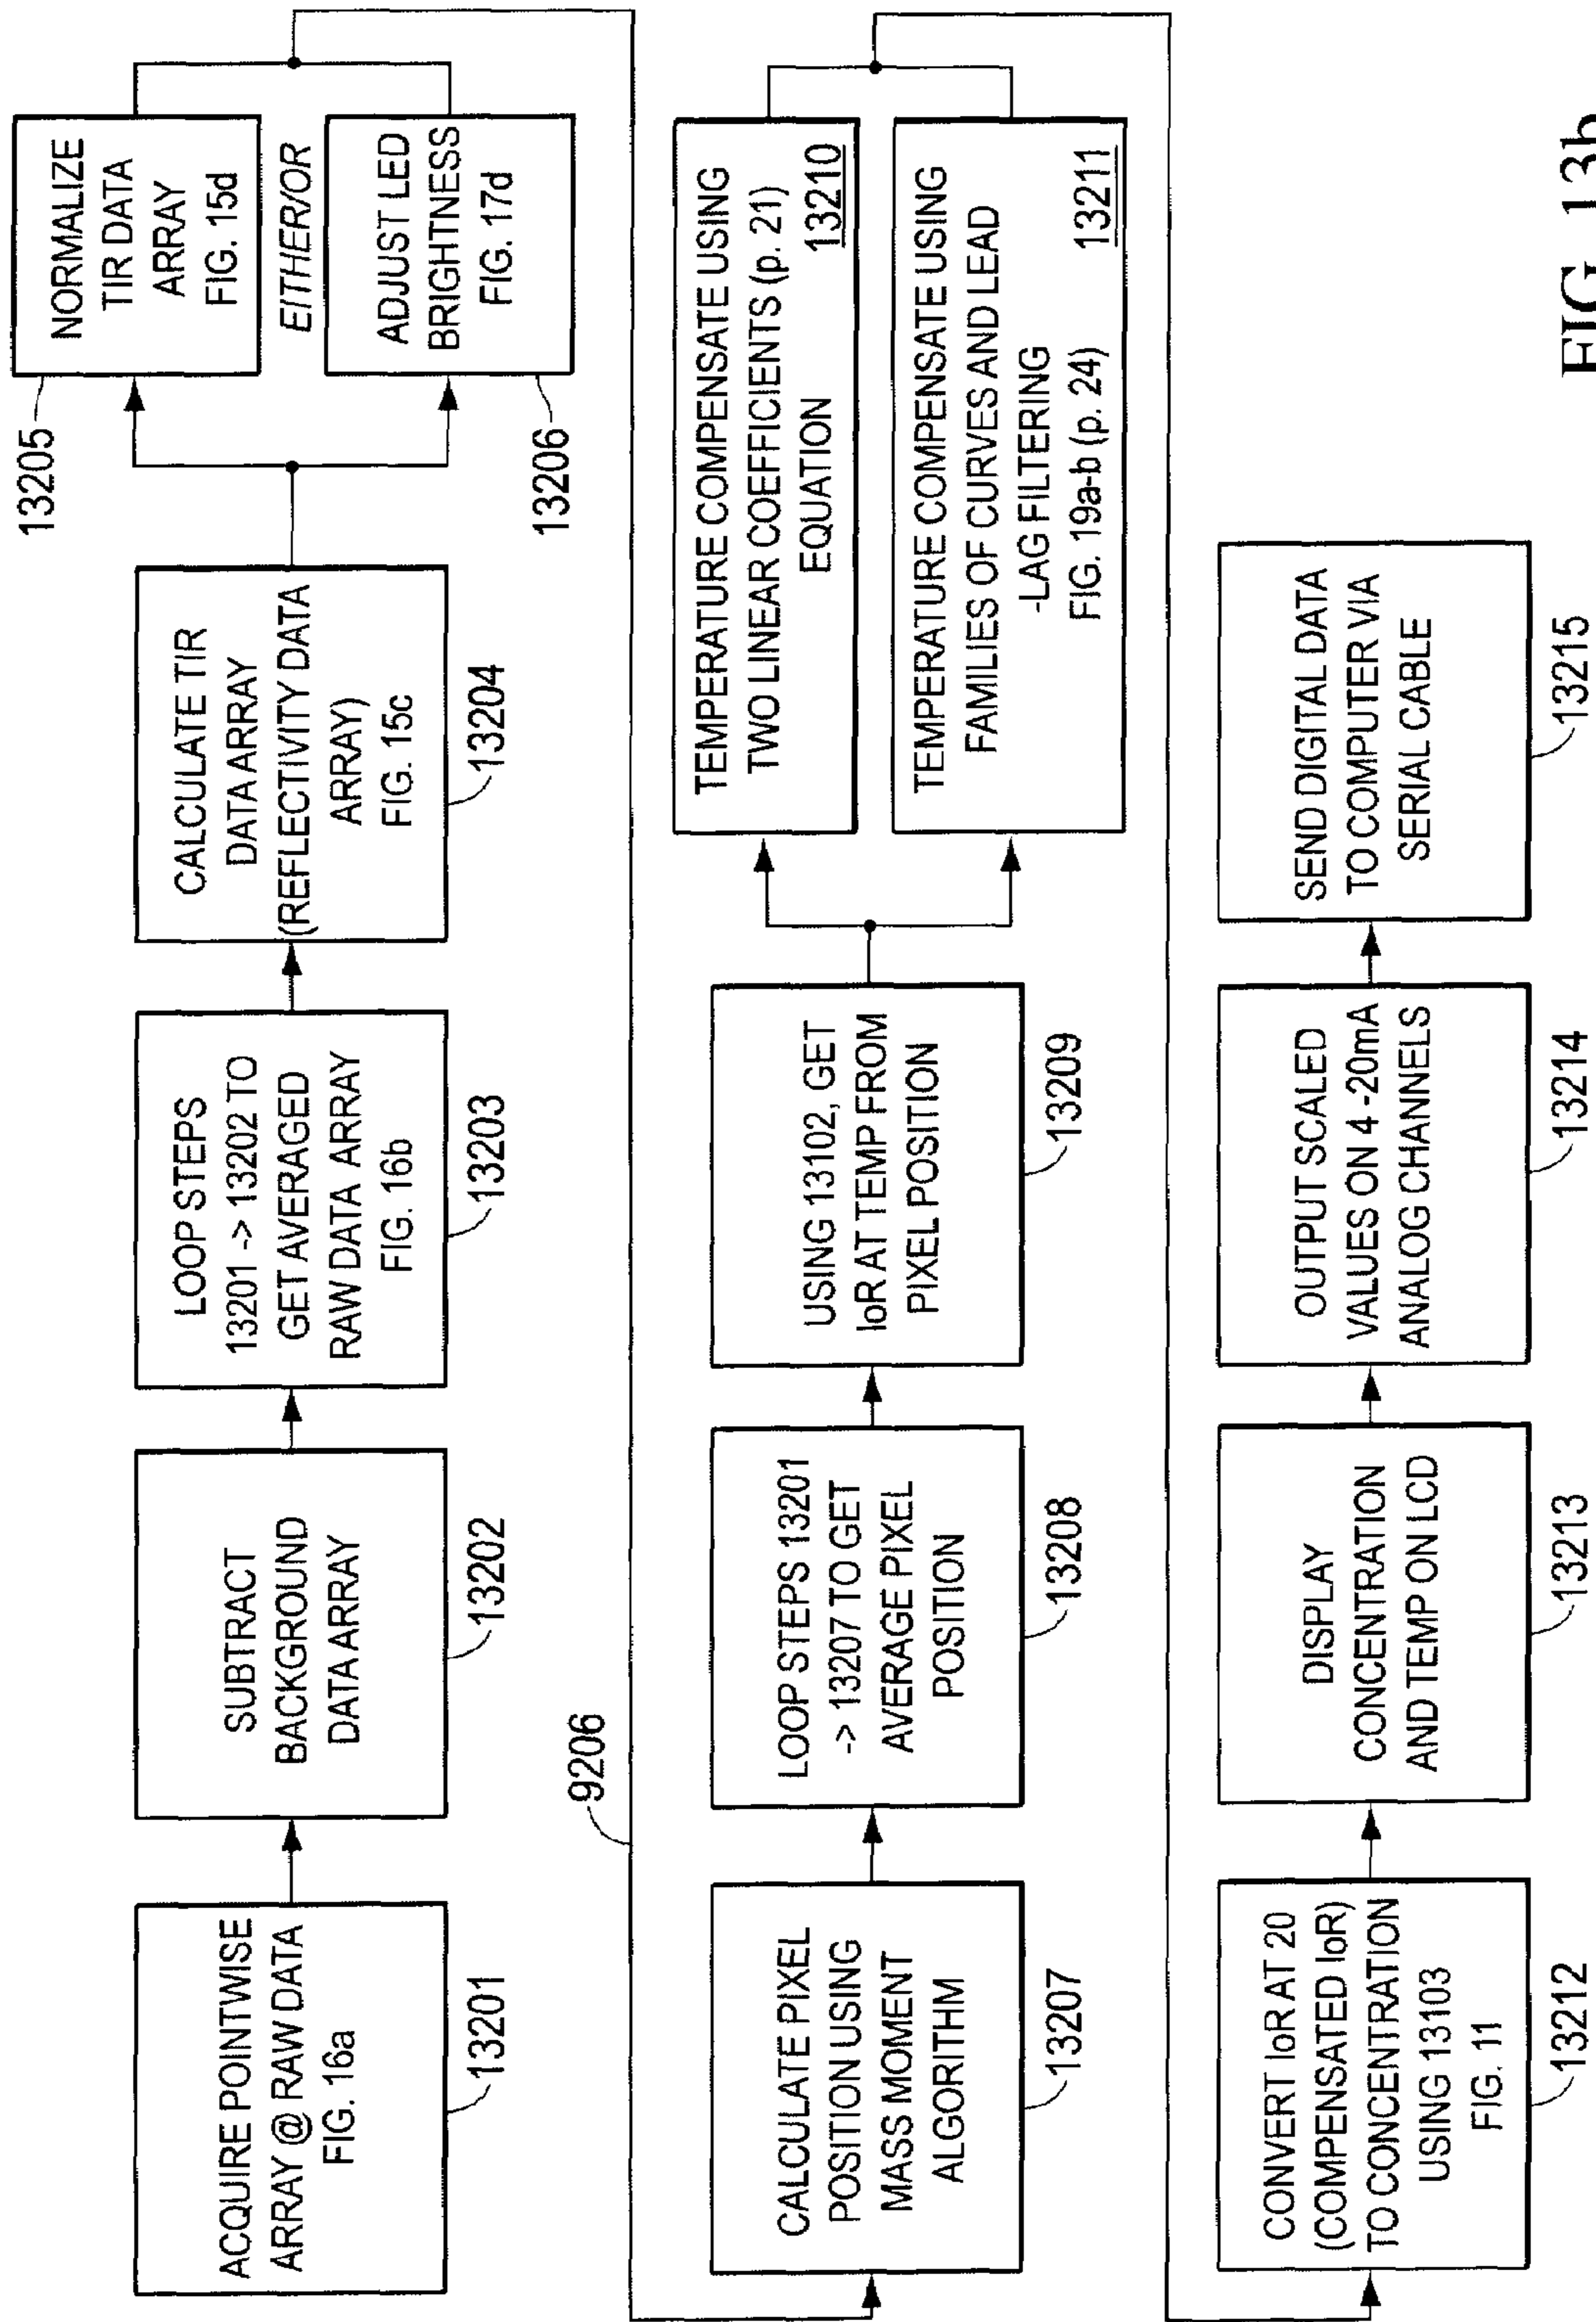 ACQUIRE POINTWISE
ARRAY @ RAW DATA
FIG. 16a
13201
SUBTRACT
BACKGROUND
DATA ARRAY
13202
LOOP STEPS
13201 -> 13202 TO
GET AVERAGED
RAW DATA ARRAY
FIG. 16b
13203
CALCULATE TIR
DATA ARRAY
(REFLECTIVITY DATA
ARRAY)
FIG. 15c
13204
13205
NORMALIZE
TIR DATA
ARRAY
FIG. 15d
EITHER/OR
ADJUST LED
BRIGHTNESS
FIG. 17d
13206
9206
CALCULATE PIXEL
POSITION USING
MASS MOMENT
ALGORITHM
13207
LOOP STEPS 13201
-> 13207 TO GET
AVERAGE PIXEL
POSITION
13208
USING 13102, GET
IoR AT TEMP FROM
PIXEL POSITION
13209
TEMPERATURE COMPENSATE USING
TWO LINEAR COEFFICIENTS (p. 21)
EQUATION
13210
TEMPERATURE COMPENSATE USING
FAMILIES OF CURVES AND LEAD
-LAG FILTERING
FIG. 19a-b (p. 24)
13211
CONVERT IoR AT 20
(COMPENSATED IoR)
TO CONCENTRATION
USING 13103
FIG. 11
13212
DISPLAY
CONCENTRATION
AND TEMP ON LCD
13213
OUTPUT SCALED
VALUES ON 4 -20mA
ANALOG CHANNELS
13214
SEND DIGITAL DATA
TO COMPUTER VIA
SERIAL CABLE
13215
FIG. 13b